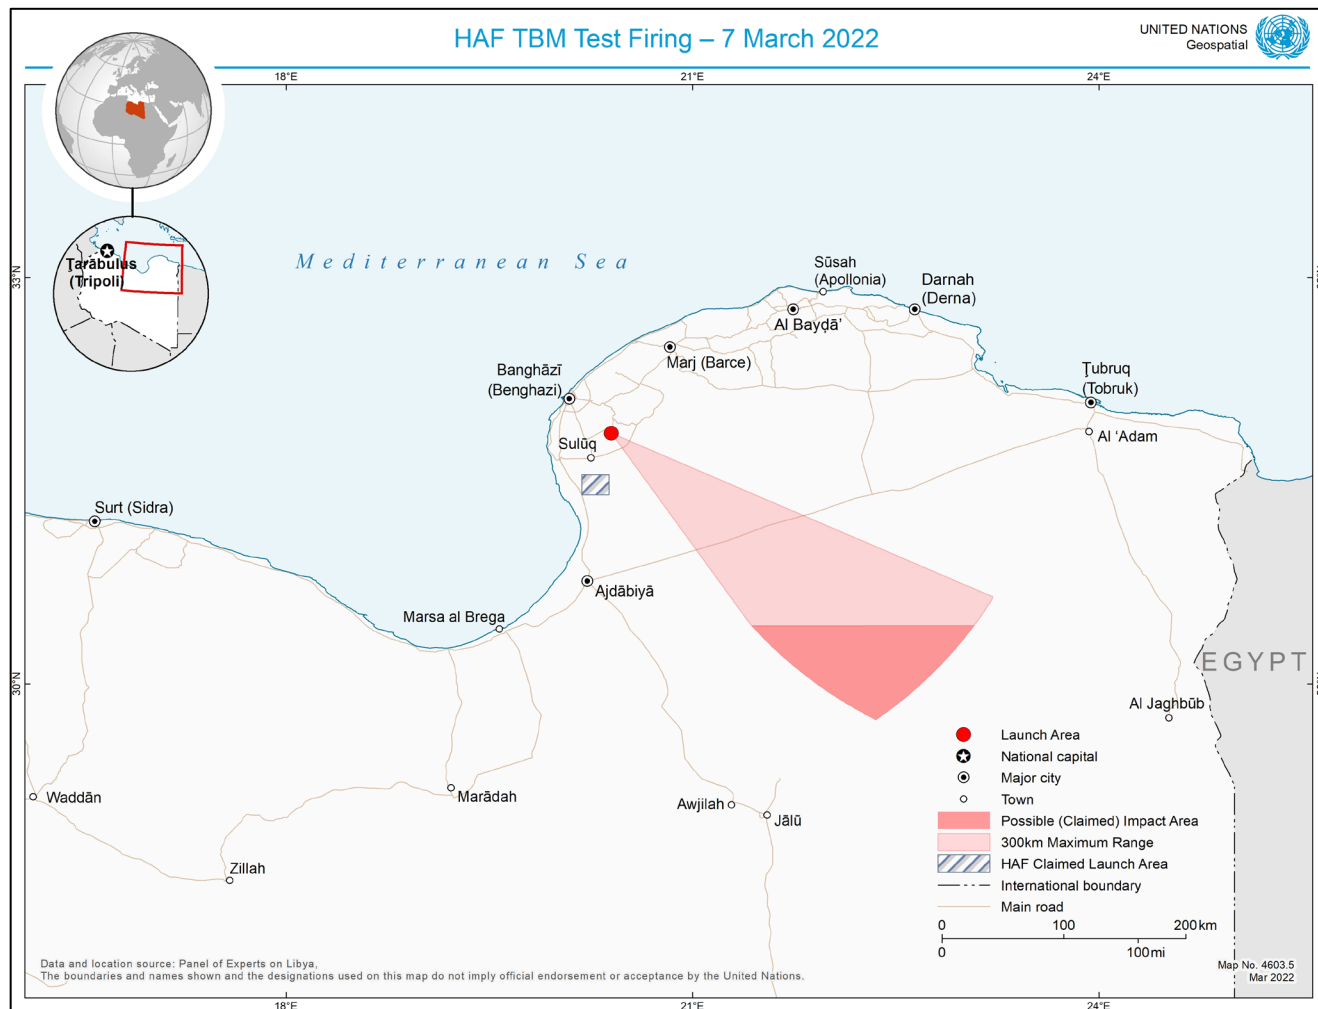 HAF TBM Test Firing – 7 March 2022
UNITED NATIONS
Geospatial
18°E
21°E
24°E
33°N
30°N
Ţarābulus
(Tripoli)
Mediterranean Sea
Sūsah
(Apollonia)
Darnah
(Derna)
Al Bayḑā’
Marj (Barce)
Banghāzī
(Benghazi)
Ţubruq
(Tobruk)
Al ‘Adam
Sulūq
Surt (Sidra)
Ajdābiyā
Marsa al Brega
EGYPT
Al Jaghbūb
Waddān
Marādah
Awjilah
Jālū
Zillah
Launch Area
National capital
Major city
Town
Possible (Claimed) Impact Area
300km Maximum Range
HAF Claimed Launch Area
International boundary
Main road
0 100 200 km
0 100 mi
Data and location source: Panel of Experts on Libya,
The boundaries and names shown and the designations used on this map do not imply official endorsement or acceptance by the United Nations.
Map No. 4603.5
Mar 2022
18°E
21°E
24°E